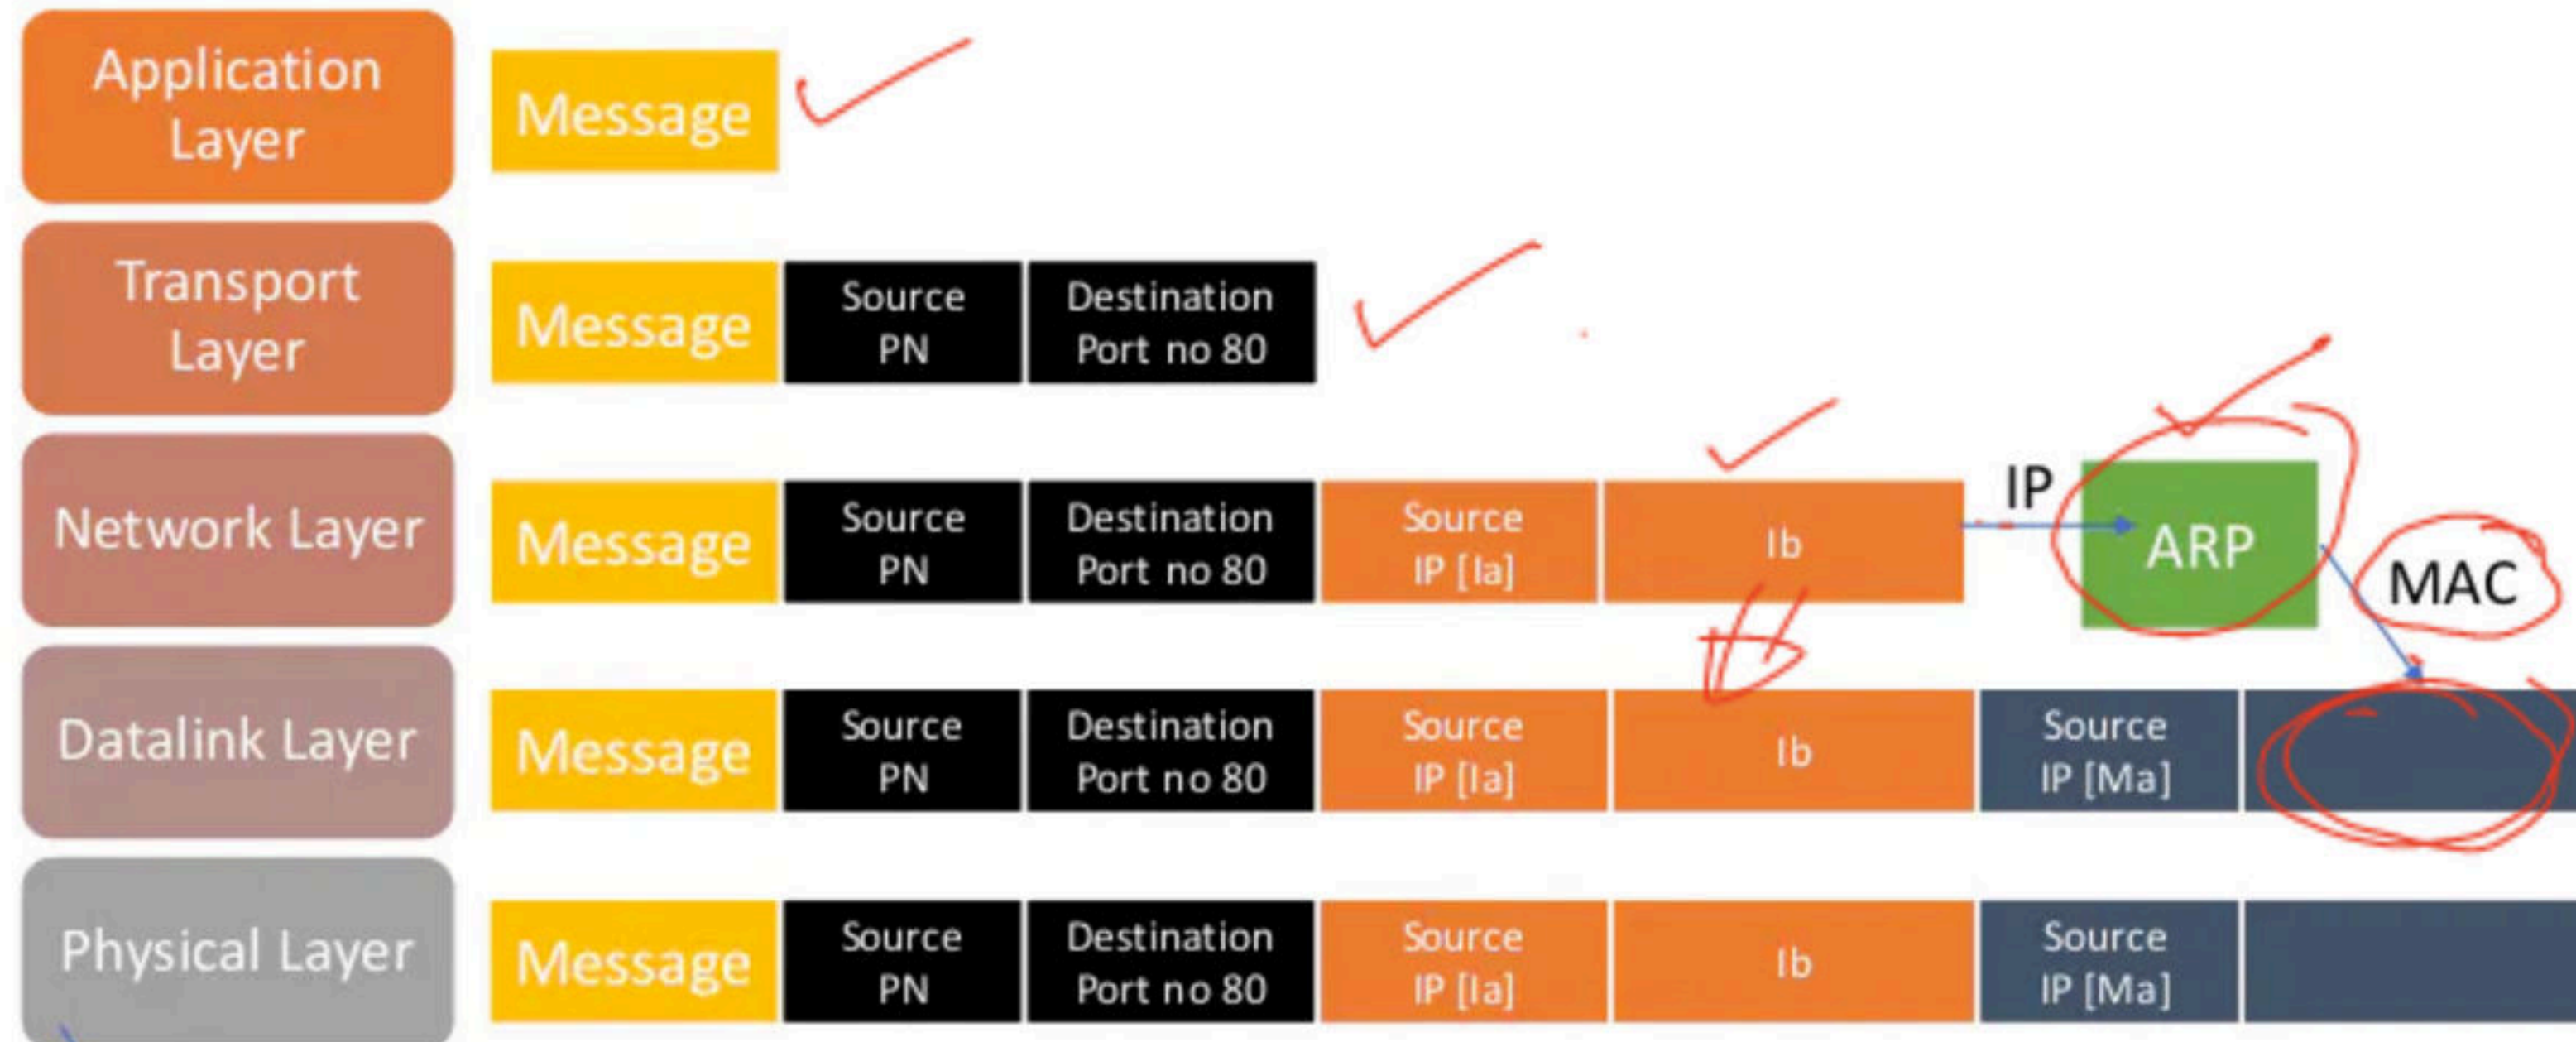 Application
Layer
Message
Transport
Layer
Message
Source
PN
Destination
Port no 80
Network Layer
Message
Source
PN
Destination
Port no 80
Source
IP [Ia]
Ib
IP
ARP
MAC
Datalink Layer
Message
Source
PN
Destination
Port no 80
Source
IP [Ia]
Ib
Source
IP [Ma]
Physical Layer
Message
Source
PN
Destination
Port no 80
Source
IP [Ia]
Ib
Source
IP [Ma]